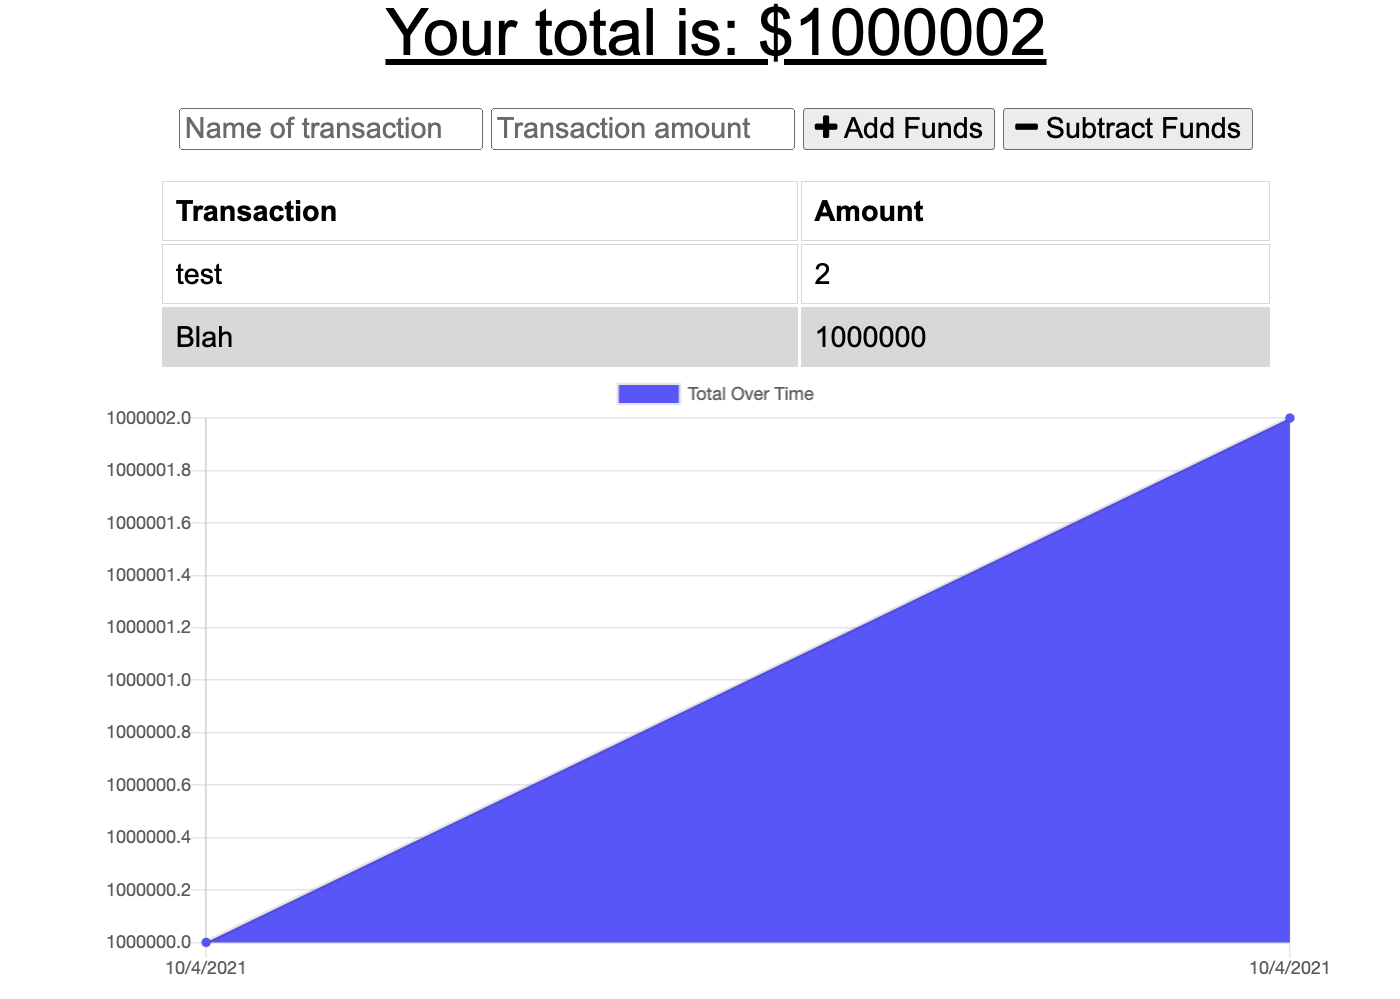 Your total is: $1000002
Name of transaction Transaction amount Add Funds Subtract Funds
Transaction Amount
test 2
Blah 1000000
Total Over Time
1000002.0
1000001.8
1000001.6
1000001.4
1000001.2
1000001.0
1000000.8
1000000.6
1000000.4
1000000.2
1000000.0
10/4/2021 10/4/2021